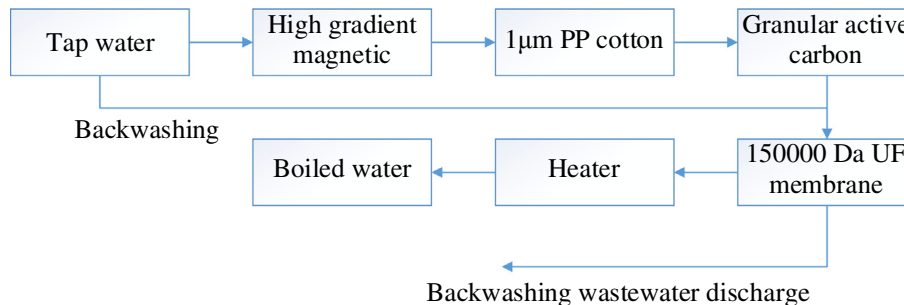 Tap water
High gradient
magnetic
1μm PP cotton
Granular active
carbon
Backwashing
Boiled water
Heater
150000 Da UF
membrane
Backwashing wastewater discharge